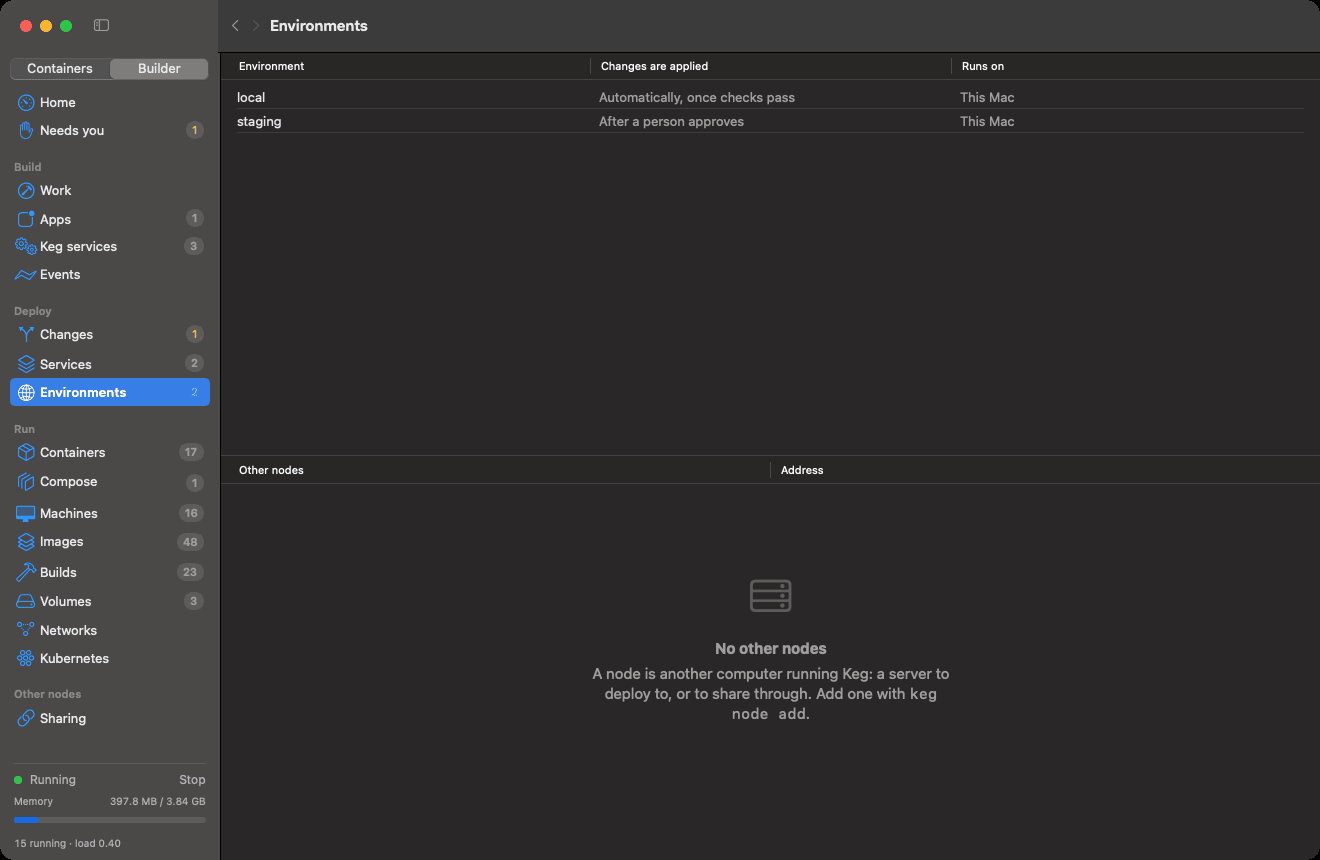 Environments
Containers Builder
Home
Needs you 1
Build
Work
Apps 1
Keg services 3
Events
Deploy
Changes 1
Services 2
Environments 2
Run
Containers 17
Compose 1
Machines 16
Images 48
Builds 23
Volumes 3
Networks
Kubernetes
Other nodes
Sharing
Running Stop
Memory 397.8 MB / 3.84 GB
15 running · load 0.40
Environment Changes are applied Runs on
local Automatically, once checks pass This Mac
staging After a person approves This Mac
Other nodes Address
No other nodes
A node is another computer running Keg: a server to
deploy to, or to share through. Add one with keg
node add.